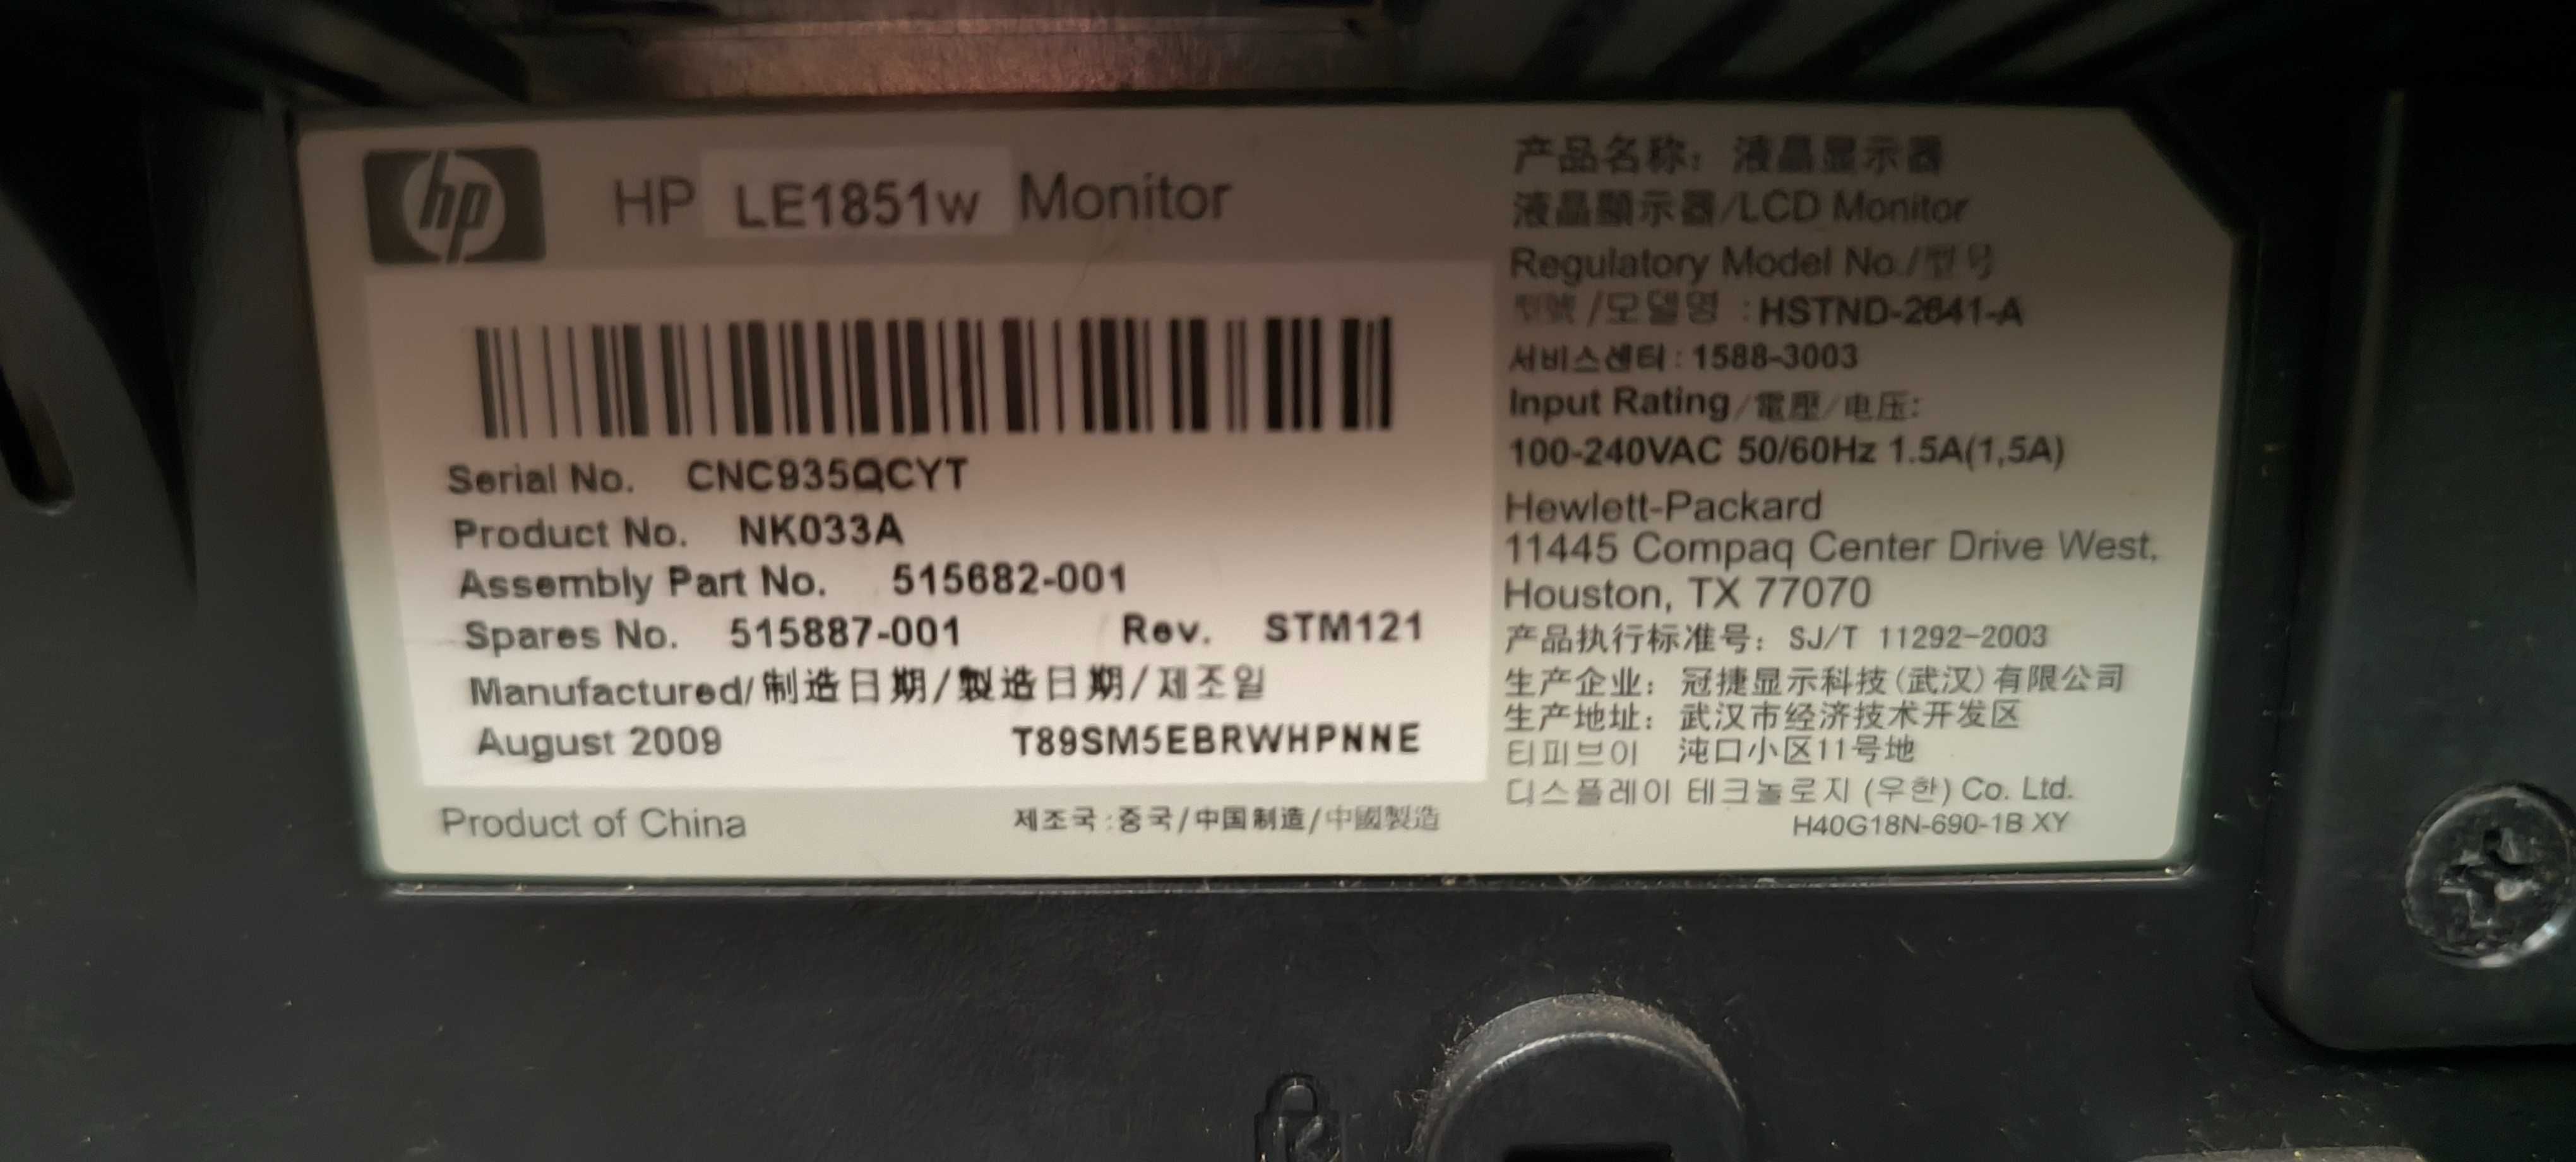 hp
HP LE1851w Monitor
Serial No. CNC935QCYT
Product No. NK033A
Assembly Part No. 515682-001
Spares No. 515887-001 Rev. STM121
Manufactured/制造日期/製造日期/제조일
August 2009 T89SM5EBRWHPNNE
Product of China 제조국:중국/中国制造/中國製造
产品名称: 液晶显示器
液晶顯示器/LCD Monitor
Regulatory Model No./型号
型號/모델명 : HSTND-2641-A
서비스센터: 1588-3003
Input Rating/電壓/电压:
100-240VAC 50/60Hz 1.5A(1,5A)
Hewlett-Packard
11445 Compaq Center Drive West,
Houston, TX 77070
产品执行标准号: SJ/T 11292-2003
生产企业: 冠捷显示科技(武汉)有限公司
生产地址: 武汉市经济技术开发区
티피브이 沌口小区11号地
디스플레이 테크놀로지 (우한) Co. Ltd.
H40G18N-690-1B XY